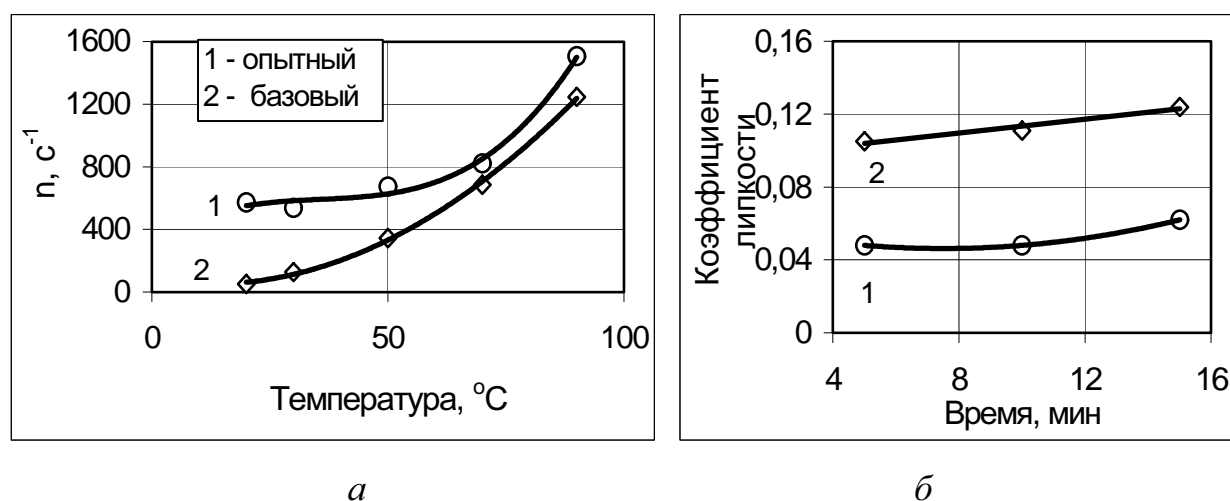 1600
1200
800
400
0
n, с⁻¹
1 - опытный
2 - базовый
1
2
0
50
100
Температура, °С
0,16
0,12
0,08
0,04
0
Коэффициент
липкости
2
1
4
8
12
16
Время, мин
а
б